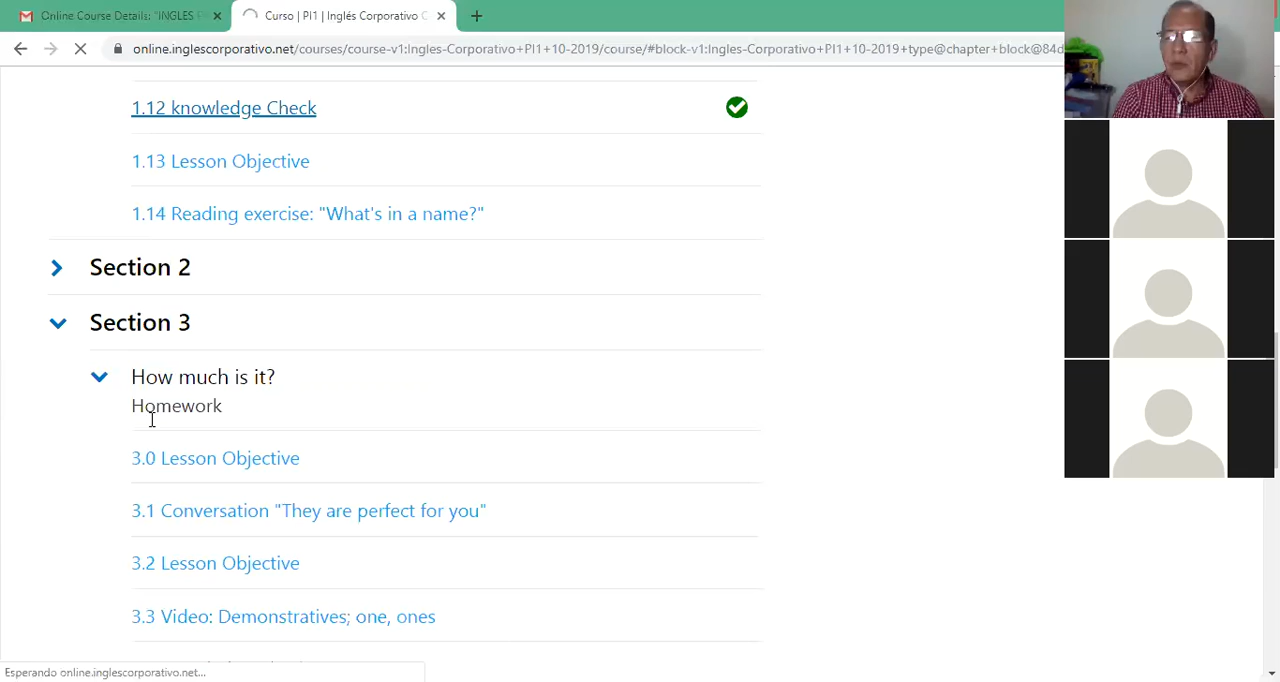 Online Course Details: "INGLES
Curso | PI1 | Inglés Corporativo
online.inglescorporativo.net/courses/course-v1:Ingles-Corporativo+PI1+10-2019/course/#block-v1:Ingles-Corporativo+PI1+10-2019+type@chapter+block@84d
1.12 knowledge Check
1.13 Lesson Objective
1.14 Reading exercise: "What's in a name?"
Section 2
Section 3
How much is it?
Homework
3.0 Lesson Objective
3.1 Conversation "They are perfect for you"
3.2 Lesson Objective
3.3 Video: Demonstratives; one, ones
Esperando online.inglescorporativo.net...